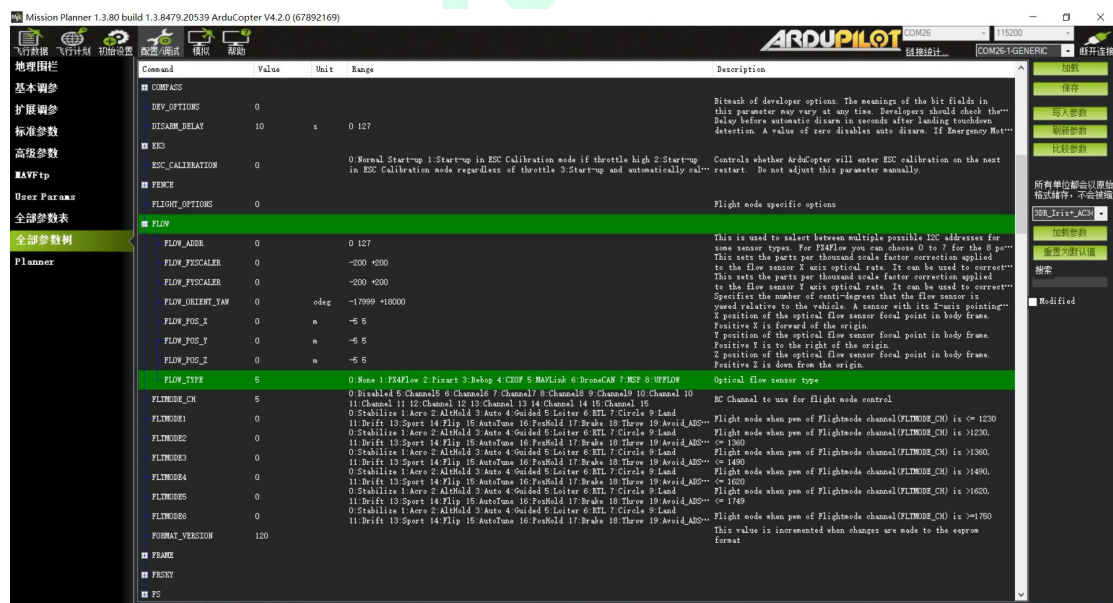 Mission Planner 1.3.80 build 1.3.8479.20539 ArduCopter V4.2.0 (67892169)
飞行数据 飞行计划 初始设置 配置/调试 模拟 帮助
ARDUPILOT
COM26 115200
链接统计... COM26-1-GENERIC 断开连接
地理围栏
基本调参
扩展调参
标准参数
高级参数
MAVFtp
User Params
全部参数表
全部参数树
Planner
Command Value Unit Range Description
COMPASS
DEV_OPTIONS 0 Bitmask of developer options. The meanings of the bit fields in
this parameter may vary at any time. Developers should check the...
DISARM_DELAY 10 s 0 127 Delay before automatic disarm in seconds after landing touchdown
detection. A value of zero disables auto disarm. If Emergency Mot...
EK3
ESC_CALIBRATION 0 0:Normal Start-up 1:Start-up in ESC Calibration mode if throttle high 2:Start-up Controls whether ArduCopter will enter ESC calibration on the next
in ESC Calibration mode regardless of throttle 3:Start-up and automatically cal... restart. Do not adjust this parameter manually.
FENCE
FLIGHT_OPTIONS 0 Flight mode specific options
FLOW
FLOW_ADDR 0 0 127 This is used to select between multiple possible I2C addresses for
some sensor types. For PX4Flow you can choose 0 to 7 for the 8 po...
FLOW_FXSCALER 0 -200 +200 This sets the parts per thousand scale factor correction applied
to the flow sensor X axis optical rate. It can be used to correct...
FLOW_FYSCALER 0 -200 +200 This sets the parts per thousand scale factor correction applied
to the flow sensor Y axis optical rate. It can be used to correct...
FLOW_ORIENT_YAW 0 cdeg -17999 +18000 Specifies the number of centi-degrees that the flow sensor is
yawed relative to the vehicle. A sensor with its X-axis pointing...
FLOW_POS_X 0 m -5 5 X position of the optical flow sensor focal point in body frame.
Positive X is forward of the origin.
FLOW_POS_Y 0 m -5 5 Y position of the optical flow sensor focal point in body frame.
Positive Y is to the right of the origin.
FLOW_POS_Z 0 m -5 5 Z position of the optical flow sensor focal point in body frame.
Positive Z is down from the origin.
FLOW_TYPE 5 0:None 1:PX4Flow 2:Pixart 3:Bebop 4:CXOF 5:MAVLink 6:DroneCAN 7:MSP 8:UPFLOW Optical flow sensor type
FLTMODE_CH 5 0:Disabled 5:Channel5 6:Channel6 7:Channel7 8:Channel8 9:Channel9 10:Channel 10 RC Channel to use for flight mode control
11:Channel 11 12:Channel 12 13:Channel 13 14:Channel 14 15:Channel 15
FLTMODE1 0 0:Stabilize 1:Acro 2:AltHold 3:Auto 4:Guided 5:Loiter 6:RTL 7:Circle 9:Land Flight mode when pwm of Flightmode channel(FLTMODE_CH) is <= 1230
11:Drift 13:Sport 14:Flip 15:AutoTune 16:PosHold 17:Brake 18:Throw 19:Avoid_ADS...
FLTMODE2 0 0:Stabilize 1:Acro 2:AltHold 3:Auto 4:Guided 5:Loiter 6:RTL 7:Circle 9:Land Flight mode when pwm of Flightmode channel(FLTMODE_CH) is >1230,
11:Drift 13:Sport 14:Flip 15:AutoTune 16:PosHold 17:Brake 18:Throw 19:Avoid_ADS... <= 1360
FLTMODE3 0 0:Stabilize 1:Acro 2:AltHold 3:Auto 4:Guided 5:Loiter 6:RTL 7:Circle 9:Land Flight mode when pwm of Flightmode channel(FLTMODE_CH) is >1360,
11:Drift 13:Sport 14:Flip 15:AutoTune 16:PosHold 17:Brake 18:Throw 19:Avoid_ADS... <= 1490
FLTMODE4 0 0:Stabilize 1:Acro 2:AltHold 3:Auto 4:Guided 5:Loiter 6:RTL 7:Circle 9:Land Flight mode when pwm of Flightmode channel(FLTMODE_CH) is >1490,
11:Drift 13:Sport 14:Flip 15:AutoTune 16:PosHold 17:Brake 18:Throw 19:Avoid_ADS... <= 1620
FLTMODE5 0 0:Stabilize 1:Acro 2:AltHold 3:Auto 4:Guided 5:Loiter 6:RTL 7:Circle 9:Land Flight mode when pwm of Flightmode channel(FLTMODE_CH) is >1620,
11:Drift 13:Sport 14:Flip 15:AutoTune 16:PosHold 17:Brake 18:Throw 19:Avoid_ADS... <= 1749
FLTMODE6 0 0:Stabilize 1:Acro 2:AltHold 3:Auto 4:Guided 5:Loiter 6:RTL 7:Circle 9:Land Flight mode when pwm of Flightmode channel(FLTMODE_CH) is >=1750
11:Drift 13:Sport 14:Flip 15:AutoTune 16:PosHold 17:Brake 18:Throw 19:Avoid_ADS...
FORMAT_VERSION 120 This value is incremented when changes are made to the eeprom
format
FRAME
FRSKY
FS
加载
保存
写入参数
刷新参数
比较参数
所有单位都会以原始
格式储存，不会被缩
3DR_Iris+_AC34
加载参数
重置为默认值
搜索
Modified